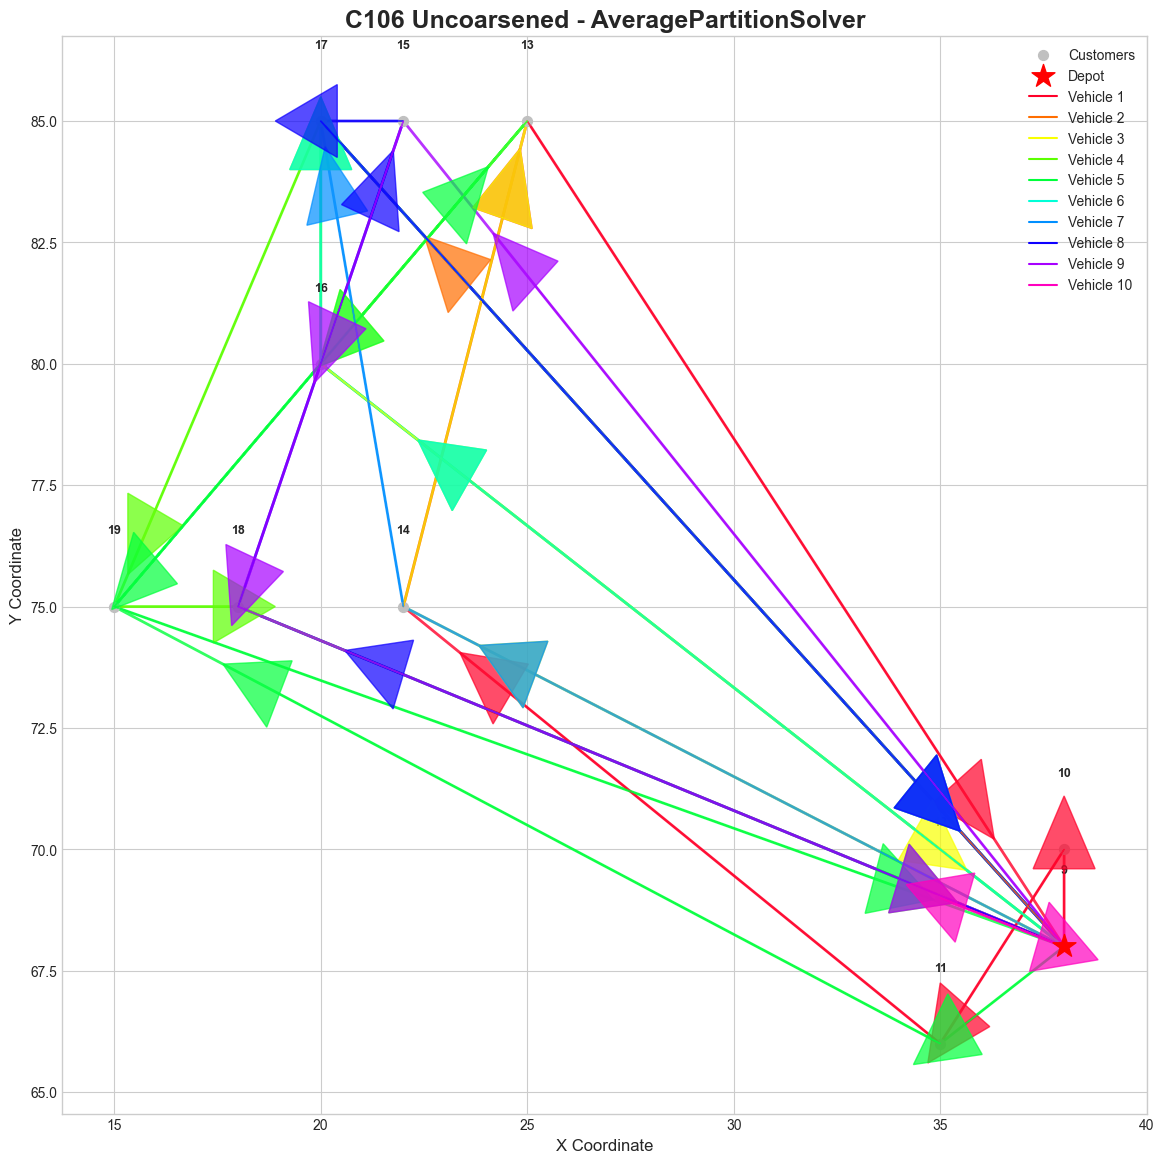 C106 Uncoarsened - AveragePartitionSolver
17
15
13
Customers
Depot
Vehicle 1
Vehicle 2
Vehicle 3
Vehicle 4
Vehicle 5
Vehicle 6
Vehicle 7
Vehicle 8
Vehicle 9
Vehicle 10
85.0
82.5
16
80.0
77.5
19
18
14
75.0
72.5
10
70.0
9
67.5
11
65.0
15
20
25
30
35
40
X Coordinate
Y Coordinate